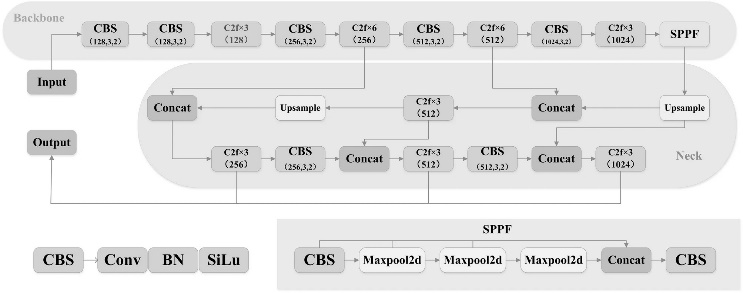 Backbone
CBS
(128,3,2)
CBS
(128,3,2)
C2f×3
(128)
CBS
(256,3,2)
C2f×6
(256)
CBS
(512,3,2)
C2f×6
(512)
CBS
(1024,3,2)
C2f×3
(1024)
SPPF
Input
Concat
Upsample
C2f×3
(512)
Concat
Upsample
Output
C2f×3
(256)
CBS
(256,3,2)
Concat
C2f×3
(512)
CBS
(512,3,2)
Concat
C2f×3
(1024)
Neck
SPPF
CBS
Conv
BN
SiLu
CBS
Maxpool2d
Maxpool2d
Maxpool2d
Concat
CBS